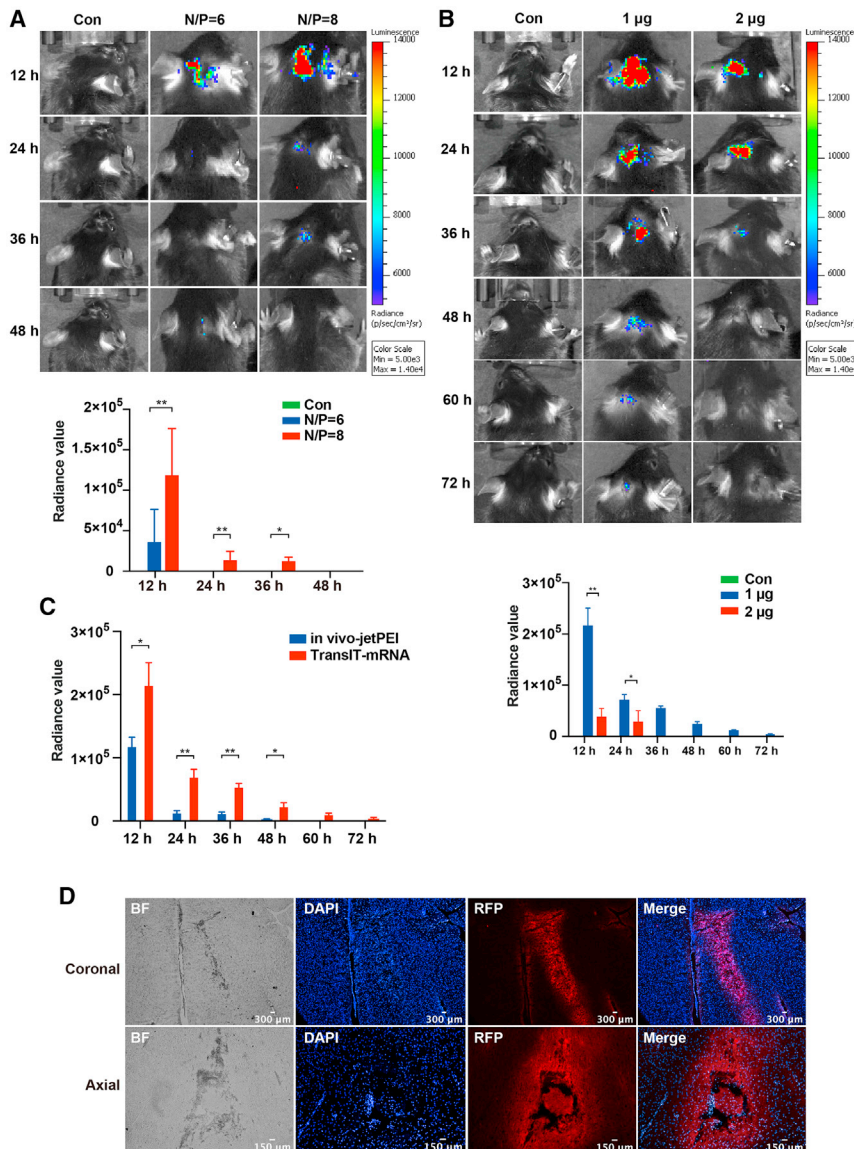 A
Con
N/P=6
N/P=8
12 h
24 h
36 h
48 h
Luminescence
14000
12000
10000
8000
6000
Radiance
(p/sec/cm²/sr)
Color Scale
Min = 5.00e3
Max = 1.40e4
Radiance value
2×10⁵
1.5×10⁵
1×10⁵
5×10⁴
0
**
**
*
Con
N/P=6
N/P=8
12 h
24 h
36 h
48 h
B
Con
1 µg
2 µg
12 h
24 h
36 h
48 h
60 h
72 h
Luminescence
14000
12000
10000
8000
6000
Radiance
(p/sec/cm²/sr)
Color Scale
Min = 5.00e3
Max = 1.40e
Radiance value
3×10⁵
2×10⁵
1×10⁵
0
**
*
Con
1 µg
2 µg
12 h
24 h
36 h
48 h
60 h
72 h
C
Radiance value
3×10⁵
2×10⁵
1×10⁵
0
*
**
**
*
in vivo-jetPEI
TransIT-mRNA
12 h
24 h
36 h
48 h
60 h
72 h
D
BF
DAPI
RFP
Merge
Coronal
300 µm
300 µm
300 µm
300 µm
BF
DAPI
RFP
Merge
Axial
150 µm
150 µm
150 µm
150 µm